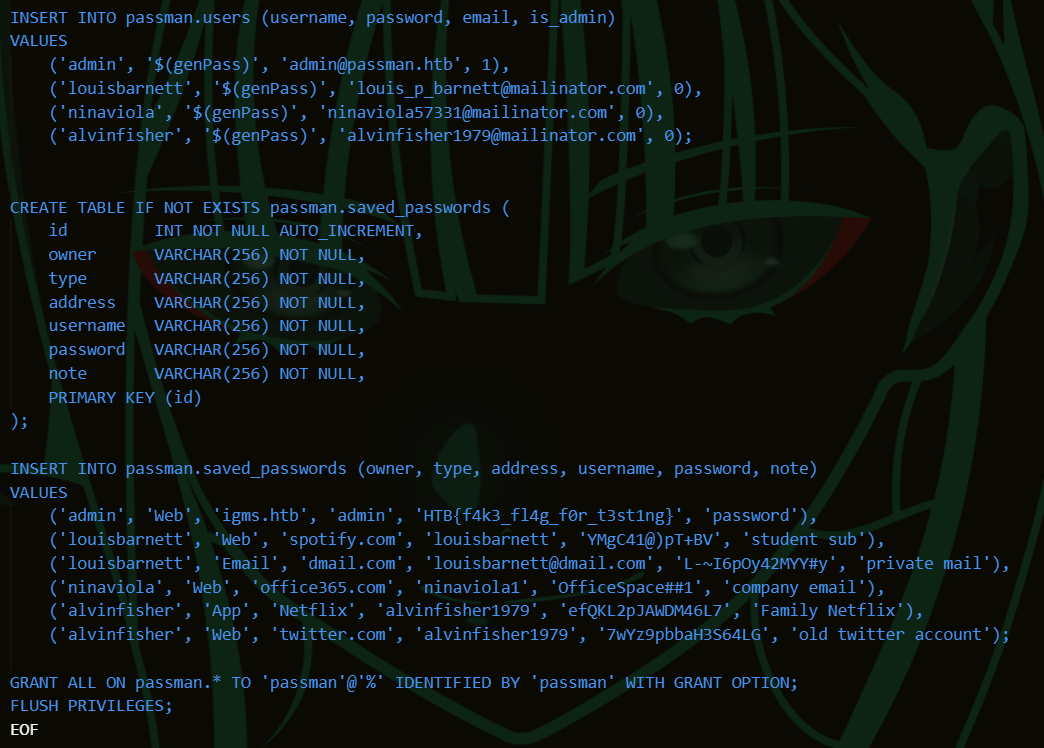 INSERT INTO passman.users (username, password, email, is_admin)
VALUES
    ('admin', '$(genPass)', 'admin@passman.htb', 1),
    ('louisbarnett', '$(genPass)', 'louis_p_barnett@mailinator.com', 0),
    ('ninaviola', '$(genPass)', 'ninaviola57331@mailinator.com', 0),
    ('alvinfisher', '$(genPass)', 'alvinfisher1979@mailinator.com', 0);
CREATE TABLE IF NOT EXISTS passman.saved_passwords (
    id         INT NOT NULL AUTO_INCREMENT,
    owner      VARCHAR(256) NOT NULL,
    type       VARCHAR(256) NOT NULL,
    address    VARCHAR(256) NOT NULL,
    username   VARCHAR(256) NOT NULL,
    password   VARCHAR(256) NOT NULL,
    note       VARCHAR(256) NOT NULL,
    PRIMARY KEY (id)
);
INSERT INTO passman.saved_passwords (owner, type, address, username, password, note)
VALUES
    ('admin', 'Web', 'igms.htb', 'admin', 'HTB{f4k3_fl4g_f0r_t3st1ng}', 'password'),
    ('louisbarnett', 'Web', 'spotify.com', 'louisbarnett', 'YMgC41@)pT+BV', 'student sub'),
    ('louisbarnett', 'Email', 'dmail.com', 'louisbarnett@dmail.com', 'L-~I6pOy42MYY#y', 'private mail'),
    ('ninaviola', 'Web', 'office365.com', 'ninaviola1', 'OfficeSpace##1', 'company email'),
    ('alvinfisher', 'App', 'Netflix', 'alvinfisher1979', 'efQKL2pJAWDM46L7', 'Family Netflix'),
    ('alvinfisher', 'Web', 'twitter.com', 'alvinfisher1979', '7wYz9pbbaH3S64LG', 'old twitter account');
GRANT ALL ON passman.* TO 'passman'@'%' IDENTIFIED BY 'passman' WITH GRANT OPTION;
FLUSH PRIVILEGES;
EOF